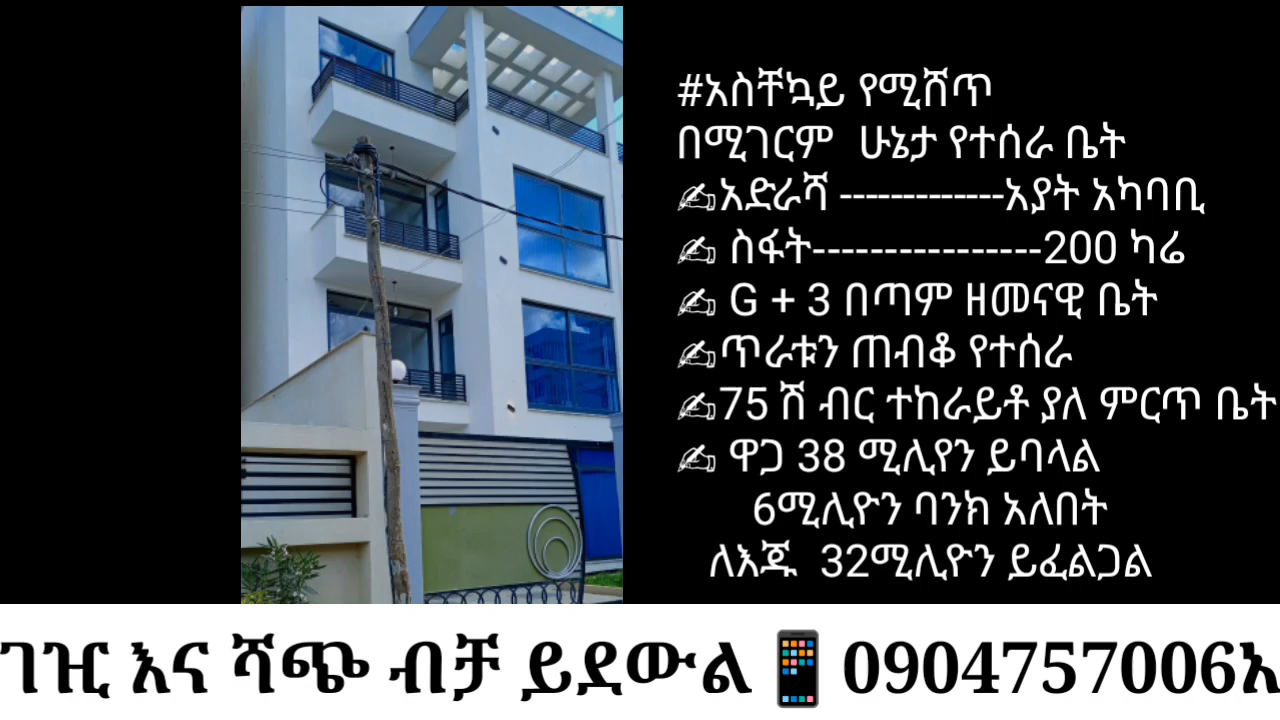 #አስቸኳይ የሚሸጥ
በሚገርም ሁኔታ የተሰራ ቤት
✍አድራሻ -------------አያት አካባቢ
✍ ስፋት----------------200 ካሬ
✍ G + 3 በጣም ዘመናዊ ቤት
✍ጥራቱን ጠብቆ የተሰራ
✍75 ሽ ብር ተከራይቶ ያለ ምርጥ ቤት
✍ ዋጋ 38 ሚሊየን ይባላል
6ሚሊዮን ባንክ አለበት
ለእጁ 32ሚሊዮን ይፈልጋል
ገዢ እና ሻጭ ብቻ ይደውል📱0904757006አ